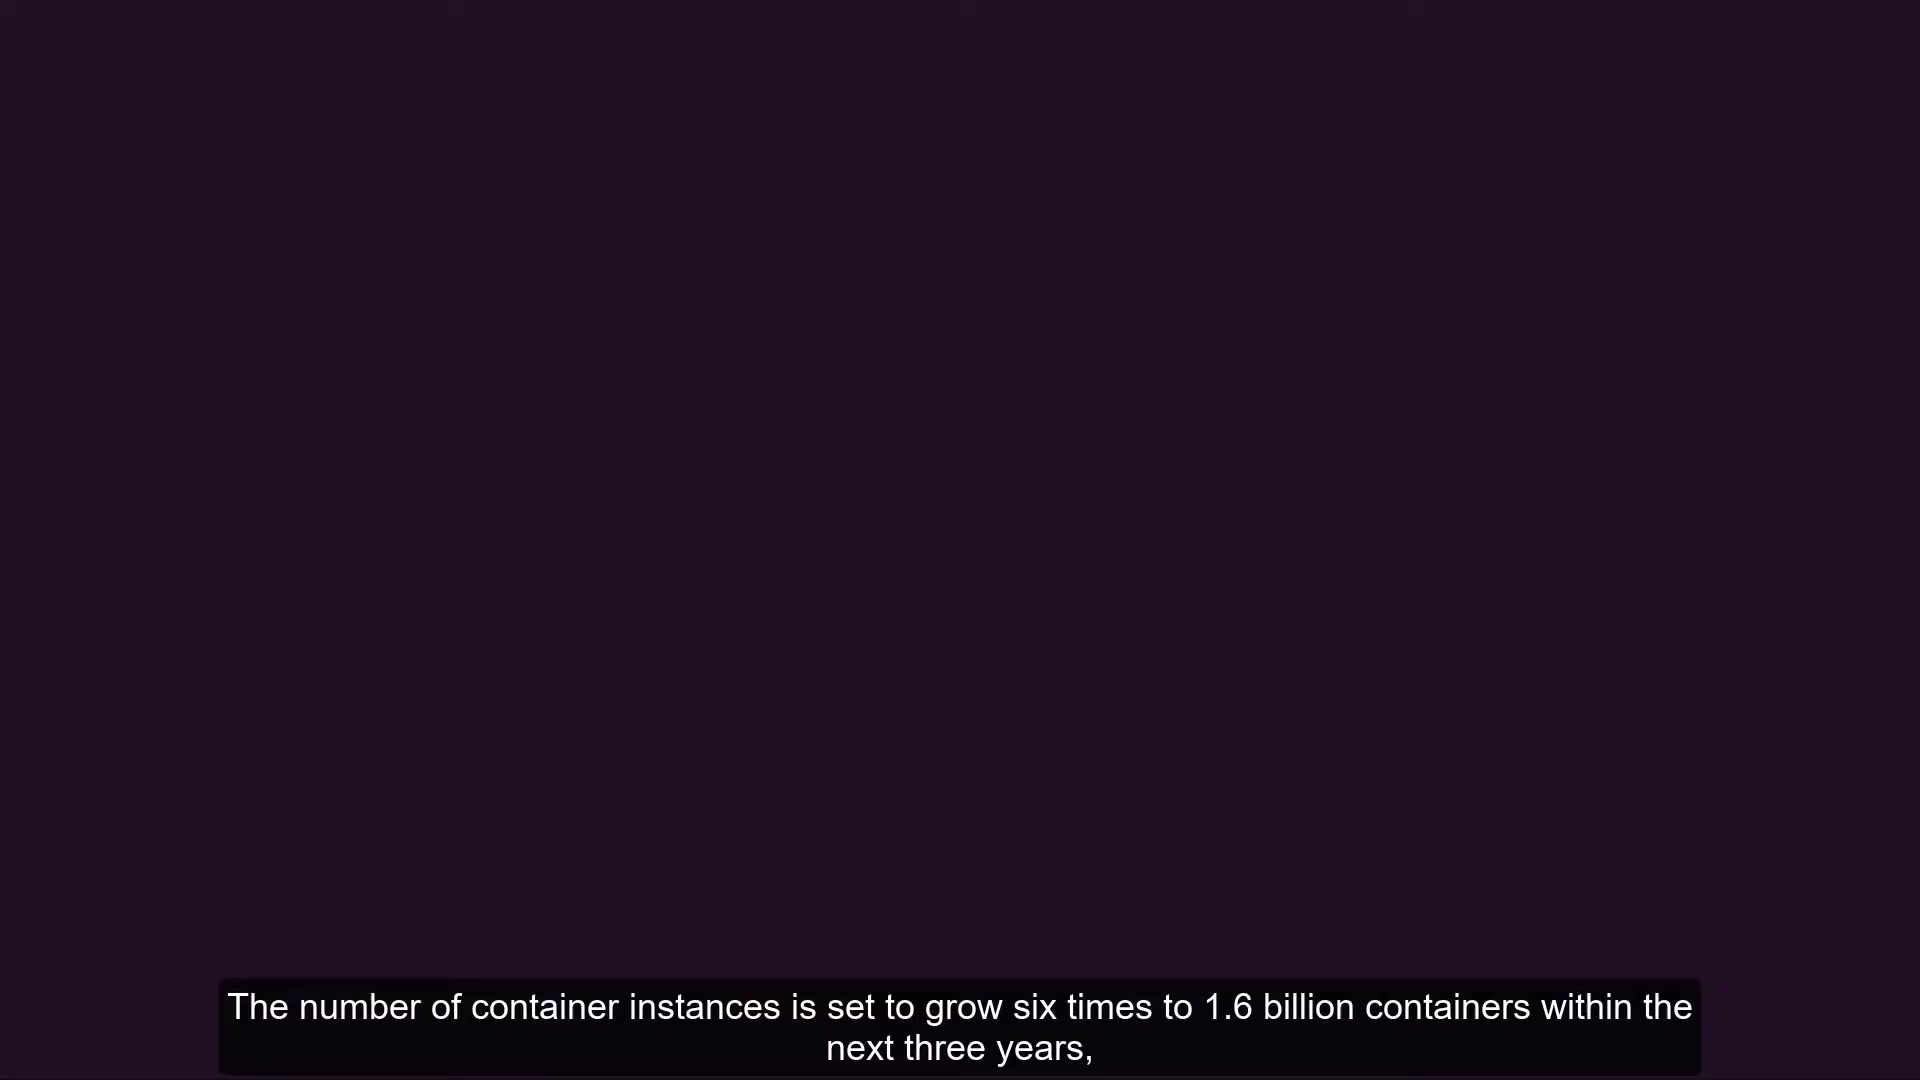 The number of container instances is set to grow six times to 1.6 billion containers within the
next three years,